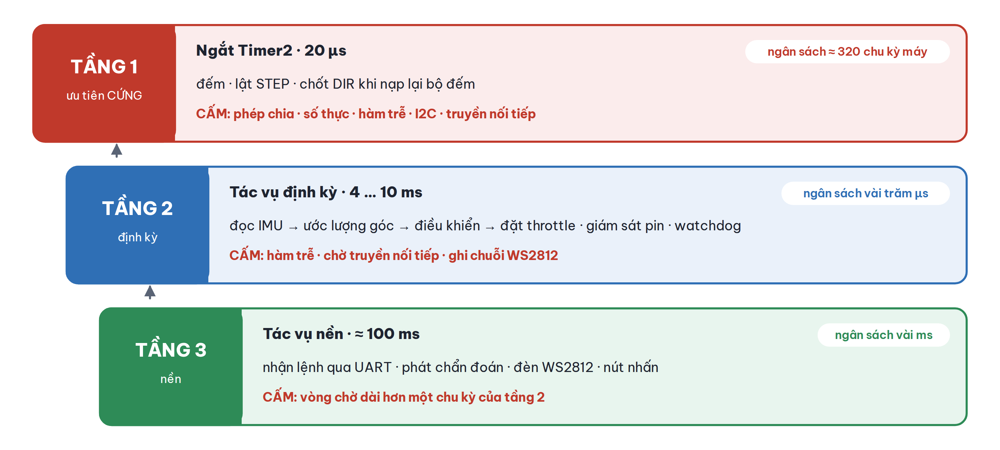 TẦNG 1
ưu tiên CỨNG
Ngắt Timer2 · 20 µs
ngân sách ≈ 320 chu kỳ máy
đếm · lật STEP · chốt DIR khi nạp lại bộ đếm
CẤM: phép chia · số thực · hàm trễ · I2C · truyền nối tiếp
TẦNG 2
định kỳ
Tác vụ định kỳ · 4 ... 10 ms
ngân sách vài trăm µs
đọc IMU → ước lượng góc → điều khiển → đặt throttle · giám sát pin · watchdog
CẤM: hàm trễ · chờ truyền nối tiếp · ghi chuỗi WS2812
TẦNG 3
nền
Tác vụ nền · ≈ 100 ms
ngân sách vài ms
nhận lệnh qua UART · phát chẩn đoán · đèn WS2812 · nút nhấn
CẤM: vòng chờ dài hơn một chu kỳ của tầng 2